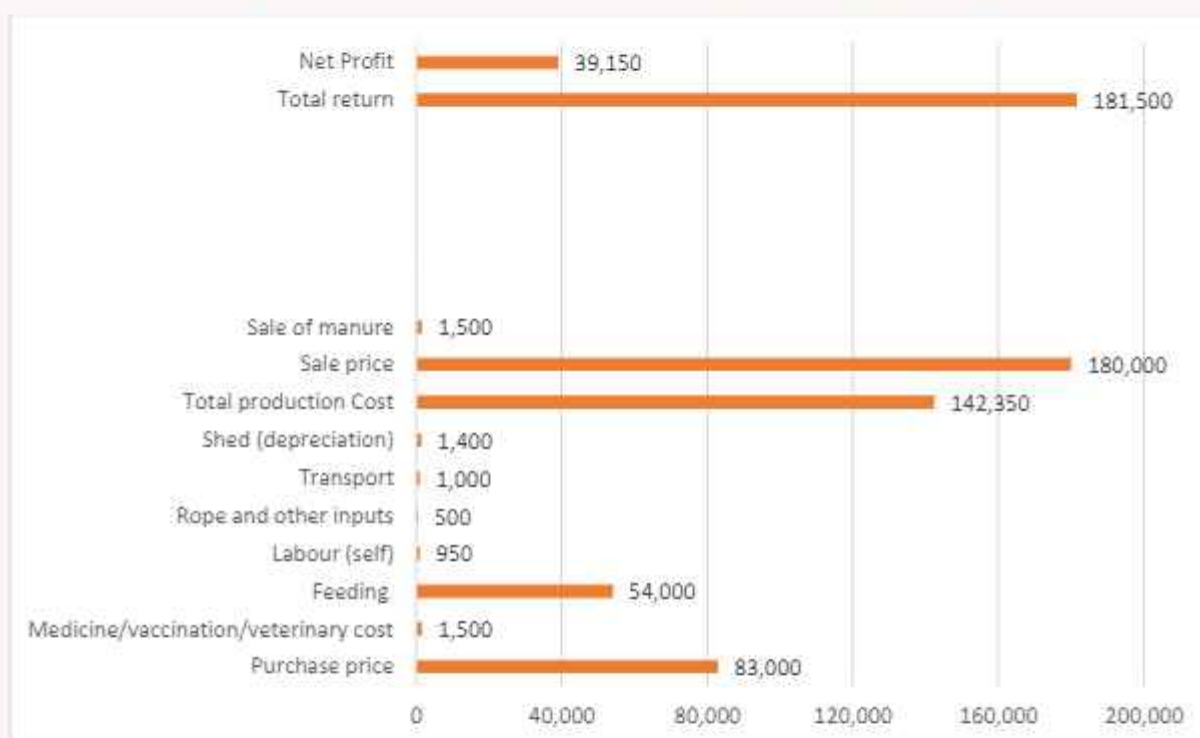 Net Profit 39,150
Total return 181,500
Sale of manure 1,500
Sale price 180,000
Total production Cost 142,350
Shed (depreciation) 1,400
Transport 1,000
Rope and other inputs 500
Labour (self) 950
Feeding 54,000
Medicine/vaccination/veterinary cost 1,500
Purchase price 83,000
0 40,000 80,000 120,000 160,000 200,000